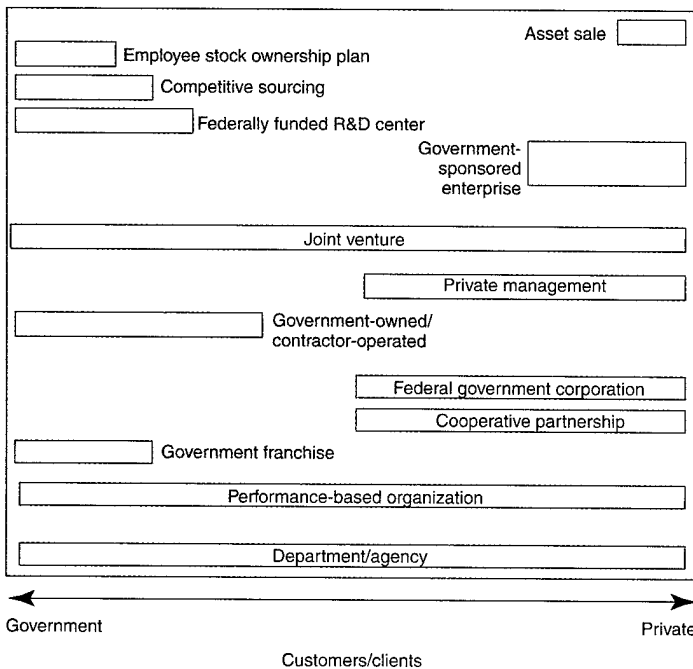 Asset sale
Employee stock ownership plan
Competitive sourcing
Federally funded R&D center
Government-
sponsored
enterprise
Joint venture
Private management
Government-owned/
contractor-operated
Federal government corporation
Cooperative partnership
Government franchise
Performance-based organization
Department/agency
Government
Private
Customers/clients